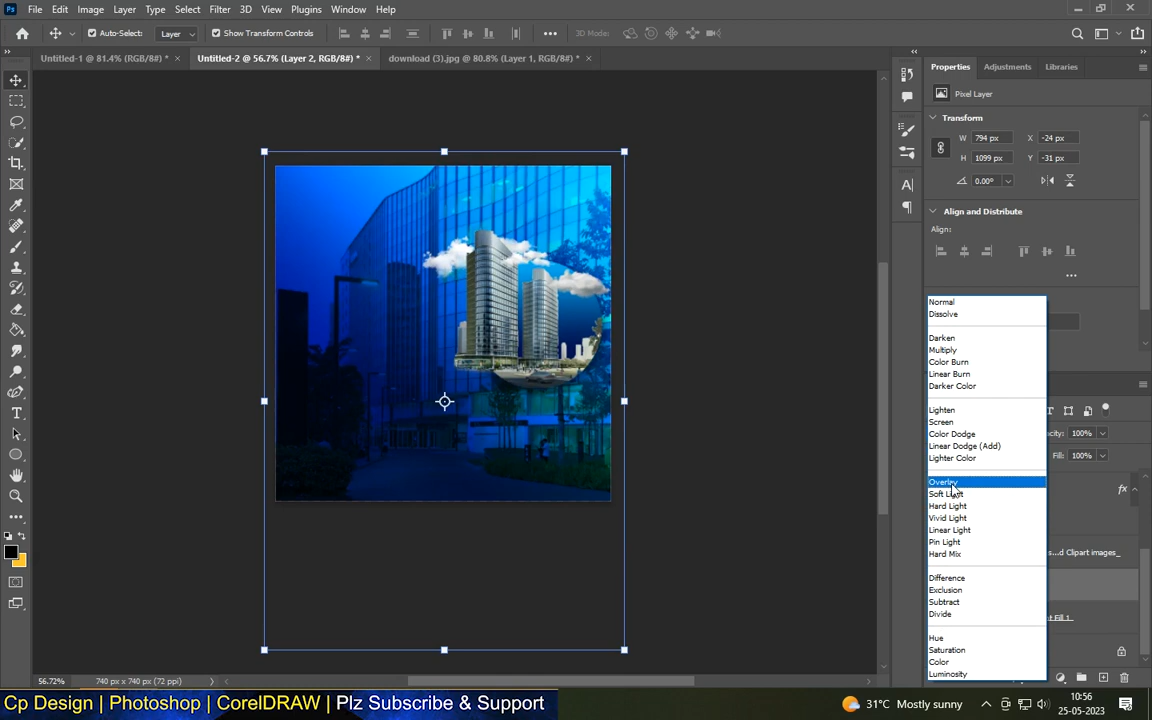 Ps File Edit Image Layer Type Select Filter 3D View Plugins Window Help
Auto-Select: Layer Show Transform Controls 3D Mode:
Untitled-1 @ 81.4% (RGB/8#) * × Untitled-2 @ 56.7% (Layer 2, RGB/8#) * × download (3).jpg @ 80.8% (Layer 1, RGB/8#) * ×
Properties Adjustments Libraries
Pixel Layer
Transform
W 794 px X -24 px
H 1099 px Y -31 px
0.00°
Align and Distribute
Align:
Normal
Dissolve
Darken
Multiply
Color Burn
Linear Burn
Darker Color
Lighten
Screen
Color Dodge
Linear Dodge (Add)
Lighter Color
Overlay
Soft Light
Hard Light
Vivid Light
Linear Light
Pin Light
Hard Mix
Difference
Exclusion
Subtract
Divide
Hue
Saturation
Color
Luminosity
100%
Fill: 100%
fx
s...d Clipart images_
Fill 1
56.72% 740 px x 740 px (72 ppi)
Cp Design | Photoshop | CorelDRAW | Plz Subscribe & Support
31°C Mostly sunny
10:56
25-05-2023